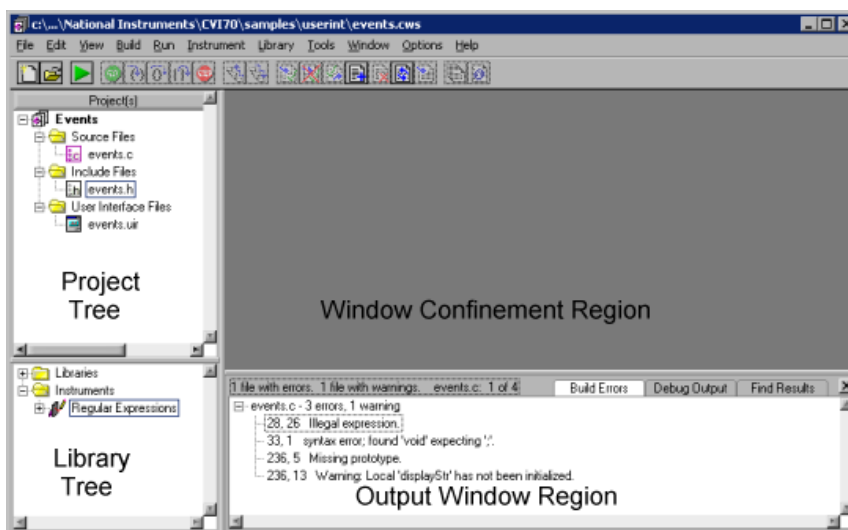 c:\...\National Instruments\CVI70\samples\userint\events.cws
File Edit View Build Run Instrument Library Tools Window Options Help
Project(s)
Events
Source Files
events.c
Include Files
events.h
User Interface Files
events.uir
Project
Tree
Window Confinement Region
Libraries
Instruments
Regular Expressions
Library
Tree
1 file with errors. 1 file with warnings. events.c: 1 of 4 Build Errors Debug Output Find Results
events.c - 3 errors, 1 warning
28, 26 Illegal expression.
33, 1 syntax error; found 'void' expecting ';'.
236, 5 Missing prototype.
236, 13 Warning: Local 'displayStr' has not been initialized.
Output Window Region